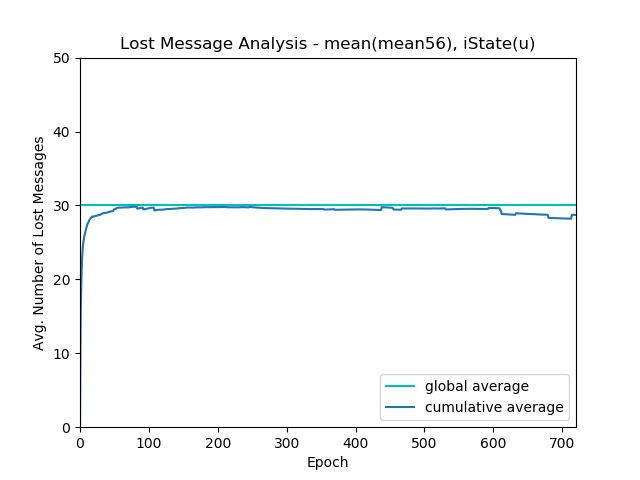 Lost Message Analysis - mean(mean56), iState(u)
Avg. Number of Lost Messages
50
40
30
20
10
0
0 100 200 300 400 500 600 700
Epoch
global average
cumulative average